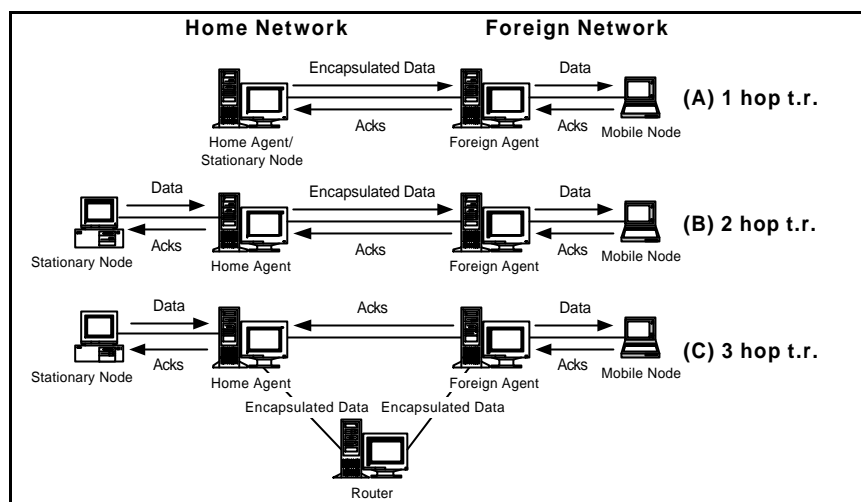 Home Network Foreign Network
Encapsulated Data Data
(A) 1 hop t.r.
Acks Acks
Home Agent/
Stationary Node
Foreign Agent
Mobile Node
Data Encapsulated Data Data
(B) 2 hop t.r.
Acks Acks Acks
Stationary Node Home Agent Foreign Agent Mobile Node
Data Acks Data
(C) 3 hop t.r.
Acks Acks
Stationary Node Home Agent Foreign Agent Mobile Node
Encapsulated Data Encapsulated Data
Router